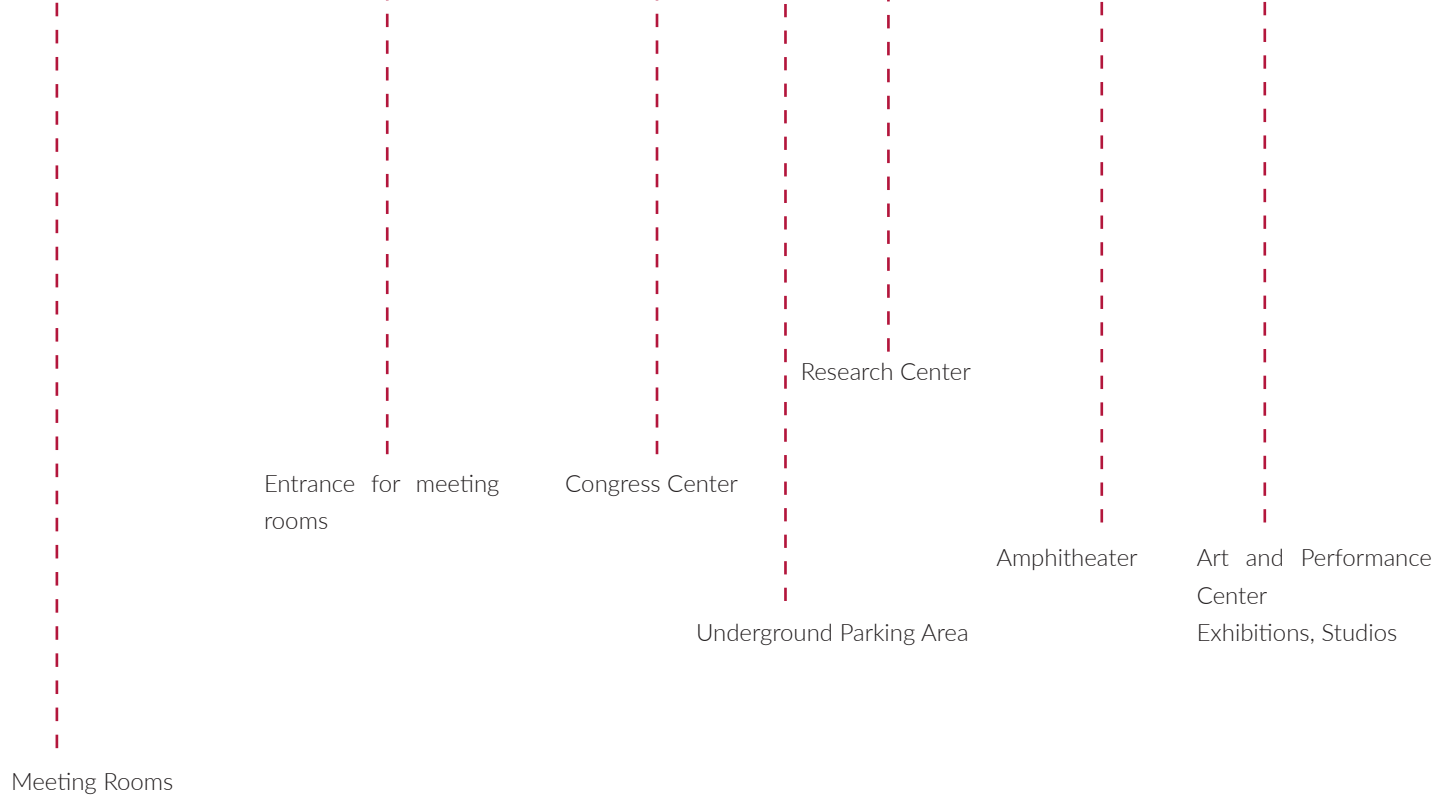 Research Center
Entrance for meeting
rooms
Congress Center
Amphitheater
Art and Performance
Center
Exhibitions, Studios
Underground Parking Area
Meeting Rooms